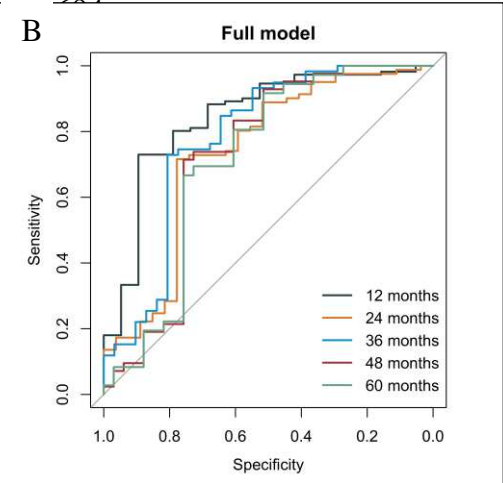 B
Full model
1.0
0.8
0.6
0.4
0.2
0.0
Sensitivity
12 months
24 months
36 months
48 months
60 months
1.0 0.8 0.6 0.4 0.2 0.0
Specificity